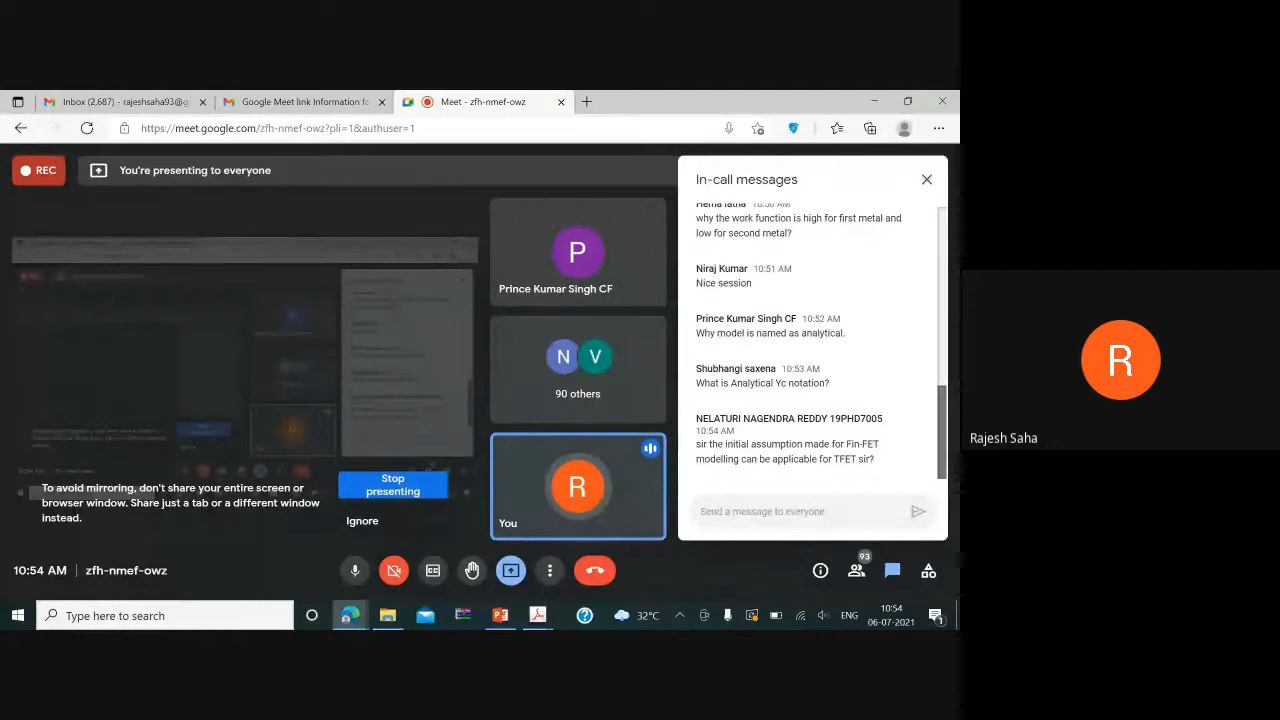 Inbox (2,687) - rajeshsaha93@g
Google Meet link Information fo
Meet - zfh-nmef-owz
https://meet.google.com/zfh-nmef-owz?pli=1&authuser=1
REC
You're presenting to everyone
In-call messages
Hema latha 10:50 AM
why the work function is high for first metal and
low for second metal?
Niraj Kumar 10:51 AM
Nice session
Prince Kumar Singh CF 10:52 AM
Why model is named as analytical.
Shubhangi saxena 10:53 AM
What is Analytical Yc notation?
NELATURI NAGENDRA REDDY 19PHD7005
10:54 AM
sir the initial assumption made for Fin-FET
modelling can be applicable for TFET sir?
Send a message to everyone
P
Prince Kumar Singh CF
N V
90 others
R
You
To avoid mirroring, don't share your entire screen or
browser window. Share just a tab or a different window
instead.
Stop
presenting
Ignore
10:54 AM | zfh-nmef-owz
93
Type here to search
32°C
ENG
10:54
06-07-2021
1
R
Rajesh Saha